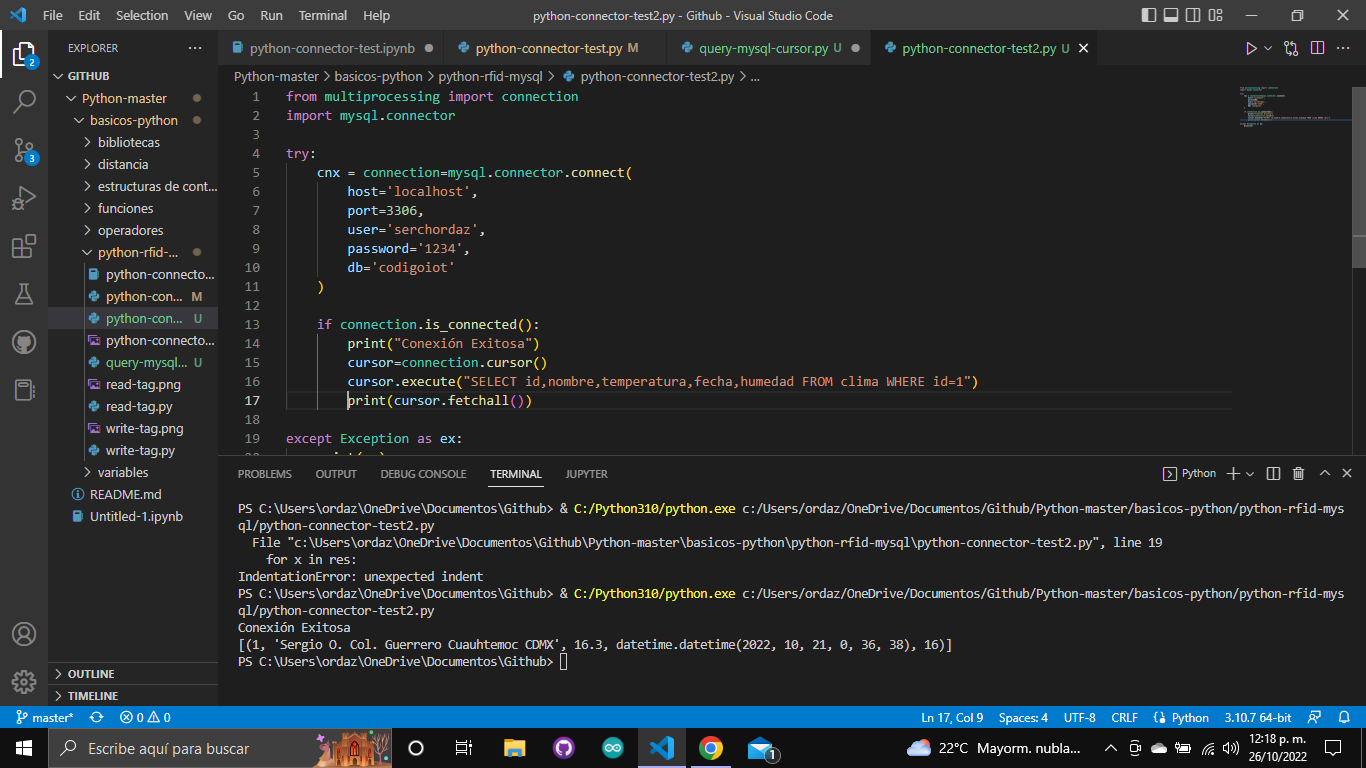 File Edit Selection View Go Run Terminal Help
python-connector-test2.py - Github - Visual Studio Code
EXPLORER
python-connector-test.ipynb
python-connector-test.py M
query-mysql-cursor.py U
python-connector-test2.py U
GITHUB
Python-master
basicos-python
bibliotecas
distancia
estructuras de cont...
funciones
operadores
python-rfid-...
python-connecto...
python-con... M
python-con... U
python-connecto...
query-mysql... U
read-tag.png
read-tag.py
write-tag.png
write-tag.py
variables
README.md
Untitled-1.ipynb
OUTLINE
TIMELINE
2
3
Python-master > basicos-python > python-rfid-mysql > python-connector-test2.py > ...
1 from multiprocessing import connection
2 import mysql.connector
3
4 try:
5 cnx = connection=mysql.connector.connect(
6 host='localhost',
7 port=3306,
8 user='serchordaz',
9 password='1234',
10 db='codigoiot'
11 )
12
13 if connection.is_connected():
14 print("Conexión Exitosa")
15 cursor=connection.cursor()
16 cursor.execute("SELECT id,nombre,temperatura,fecha,humedad FROM clima WHERE id=1")
17 print(cursor.fetchall())
18
19 except Exception as ex:
PROBLEMS OUTPUT DEBUG CONSOLE TERMINAL JUPYTER
Python
PS C:\Users\ordaz\OneDrive\Documentos\Github> & C:/Python310/python.exe c:/Users/ordaz/OneDrive/Documentos/Github/Python-master/basicos-python/python-rfid-mys
ql/python-connector-test2.py
File "c:\Users\ordaz\OneDrive\Documentos\Github\Python-master\basicos-python\python-rfid-mysql\python-connector-test2.py", line 19
for x in res:
IndentationError: unexpected indent
PS C:\Users\ordaz\OneDrive\Documentos\Github> & C:/Python310/python.exe c:/Users/ordaz/OneDrive/Documentos/Github/Python-master/basicos-python/python-rfid-mys
ql/python-connector-test2.py
Conexión Exitosa
[(1, 'Sergio O. Col. Guerrero Cuauhtemoc CDMX', 16.3, datetime.datetime(2022, 10, 21, 0, 36, 38), 16)]
PS C:\Users\ordaz\OneDrive\Documentos\Github>
master* 0 0
Ln 17, Col 9 Spaces: 4 UTF-8 CRLF Python 3.10.7 64-bit
Escribe aquí para buscar
1
22°C Mayorm. nubla...
12:18 p. m.
26/10/2022